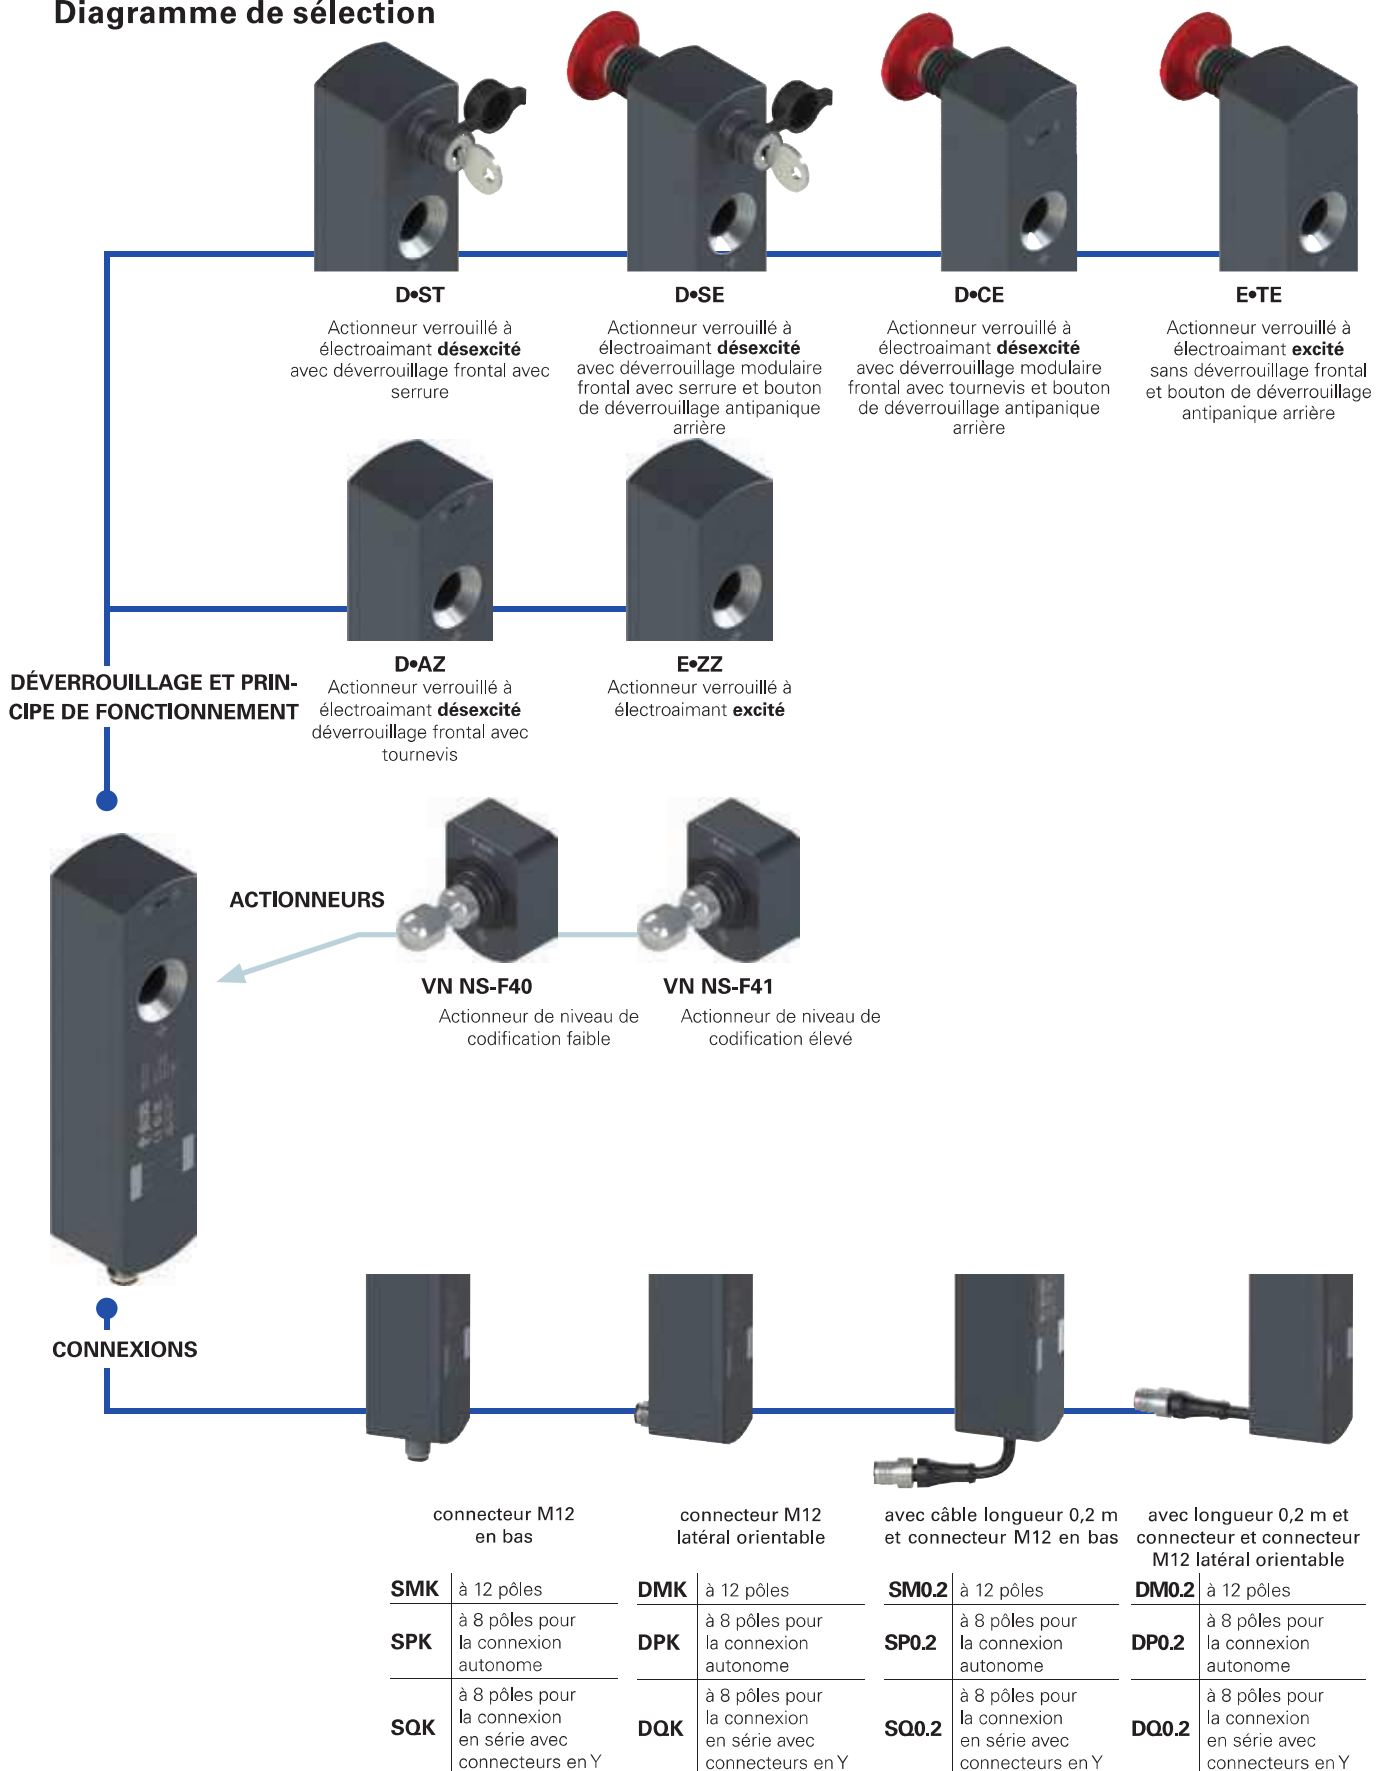 Diagramme de sélection
D•ST
Actionneur verrouillé à
électroaimant désexcité
avec déverrouillage frontal avec
serrure
D•SE
Actionneur verrouillé à
électroaimant désexcité
avec déverrouillage modulaire
frontal avec serrure et bouton
de déverrouillage antipanique
arrière
D•CE
Actionneur verrouillé à
électroaimant désexcité
avec déverrouillage modulaire
frontal avec tournevis et bouton
de déverrouillage antipanique
arrière
E•TE
Actionneur verrouillé à
électroaimant excité
sans déverrouillage frontal
et bouton de déverrouillage
antipanique arrière
D•AZ
Actionneur verrouillé à
électroaimant désexcité
déverrouillage frontal avec
tournevis
E•ZZ
Actionneur verrouillé à
électroaimant excité
DÉVERROUILLAGE ET PRIN-
CIPE DE FONCTIONNEMENT
ACTIONNEURS
VN NS-F40
Actionneur de niveau de
codification faible
VN NS-F41
Actionneur de niveau de
codification élevé
CONNEXIONS
connecteur M12
en bas
SMK à 12 pôles
SPK à 8 pôles pour
la connexion
autonome
SQK à 8 pôles pour
la connexion
en série avec
connecteurs en Y
connecteur M12
latéral orientable
DMK à 12 pôles
DPK à 8 pôles pour
la connexion
autonome
DQK à 8 pôles pour
la connexion
en série avec
connecteurs en Y
avec câble longueur 0,2 m
et connecteur M12 en bas
SM0.2 à 12 pôles
SP0.2 à 8 pôles pour
la connexion
autonome
SQ0.2 à 8 pôles pour
la connexion
en série avec
connecteurs en Y
avec longueur 0,2 m et
connecteur et connecteur
M12 latéral orientable
DM0.2 à 12 pôles
DP0.2 à 8 pôles pour
la connexion
autonome
DQ0.2 à 8 pôles pour
la connexion
en série avec
connecteurs en Y